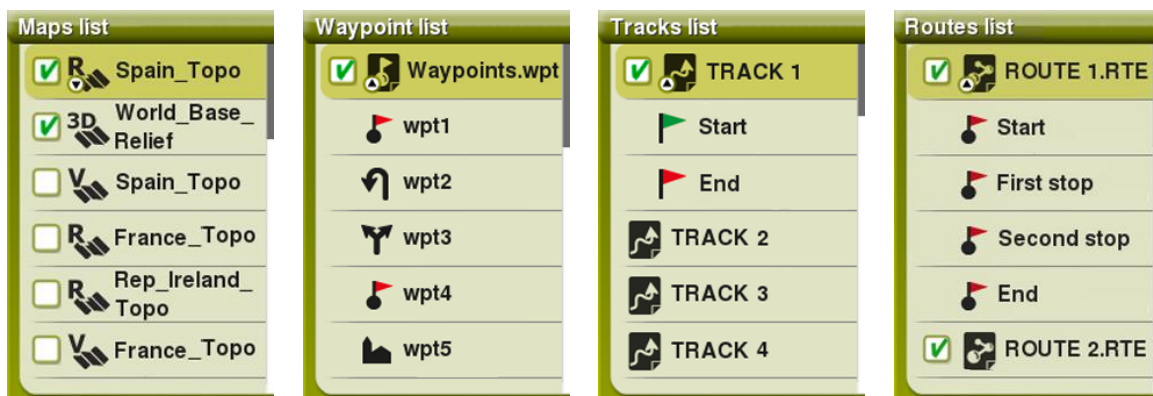 Maps list
R Spain_Topo
3D World_Base_
Relief
V Spain_Topo
R France_Topo
R Rep_Ireland_
Topo
V France_Topo
Waypoint list
Waypoints.wpt
wpt1
wpt2
wpt3
wpt4
wpt5
Tracks list
TRACK 1
Start
End
TRACK 2
TRACK 3
TRACK 4
Routes list
ROUTE 1.RTE
Start
First stop
Second stop
End
ROUTE 2.RTE